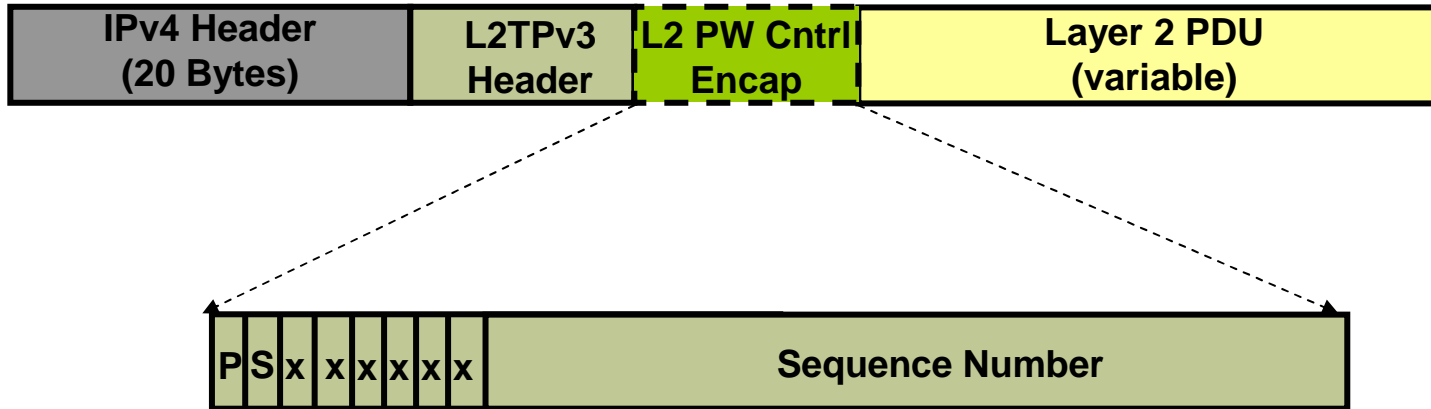 IPv4 Header
(20 Bytes)
L2TPv3
Header
L2 PW Cntrl
Encap
Layer 2 PDU
(variable)
P S x x x x x x Sequence Number